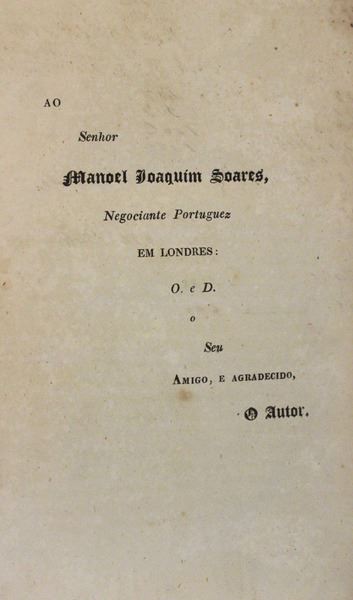 AO
Senhor
Manoel Joaquim Soares,
Negociante Portuguez
EM LONDRES:
O. e D.
o
Seu
AMIGO, E AGRADECIDO,
O Autor.